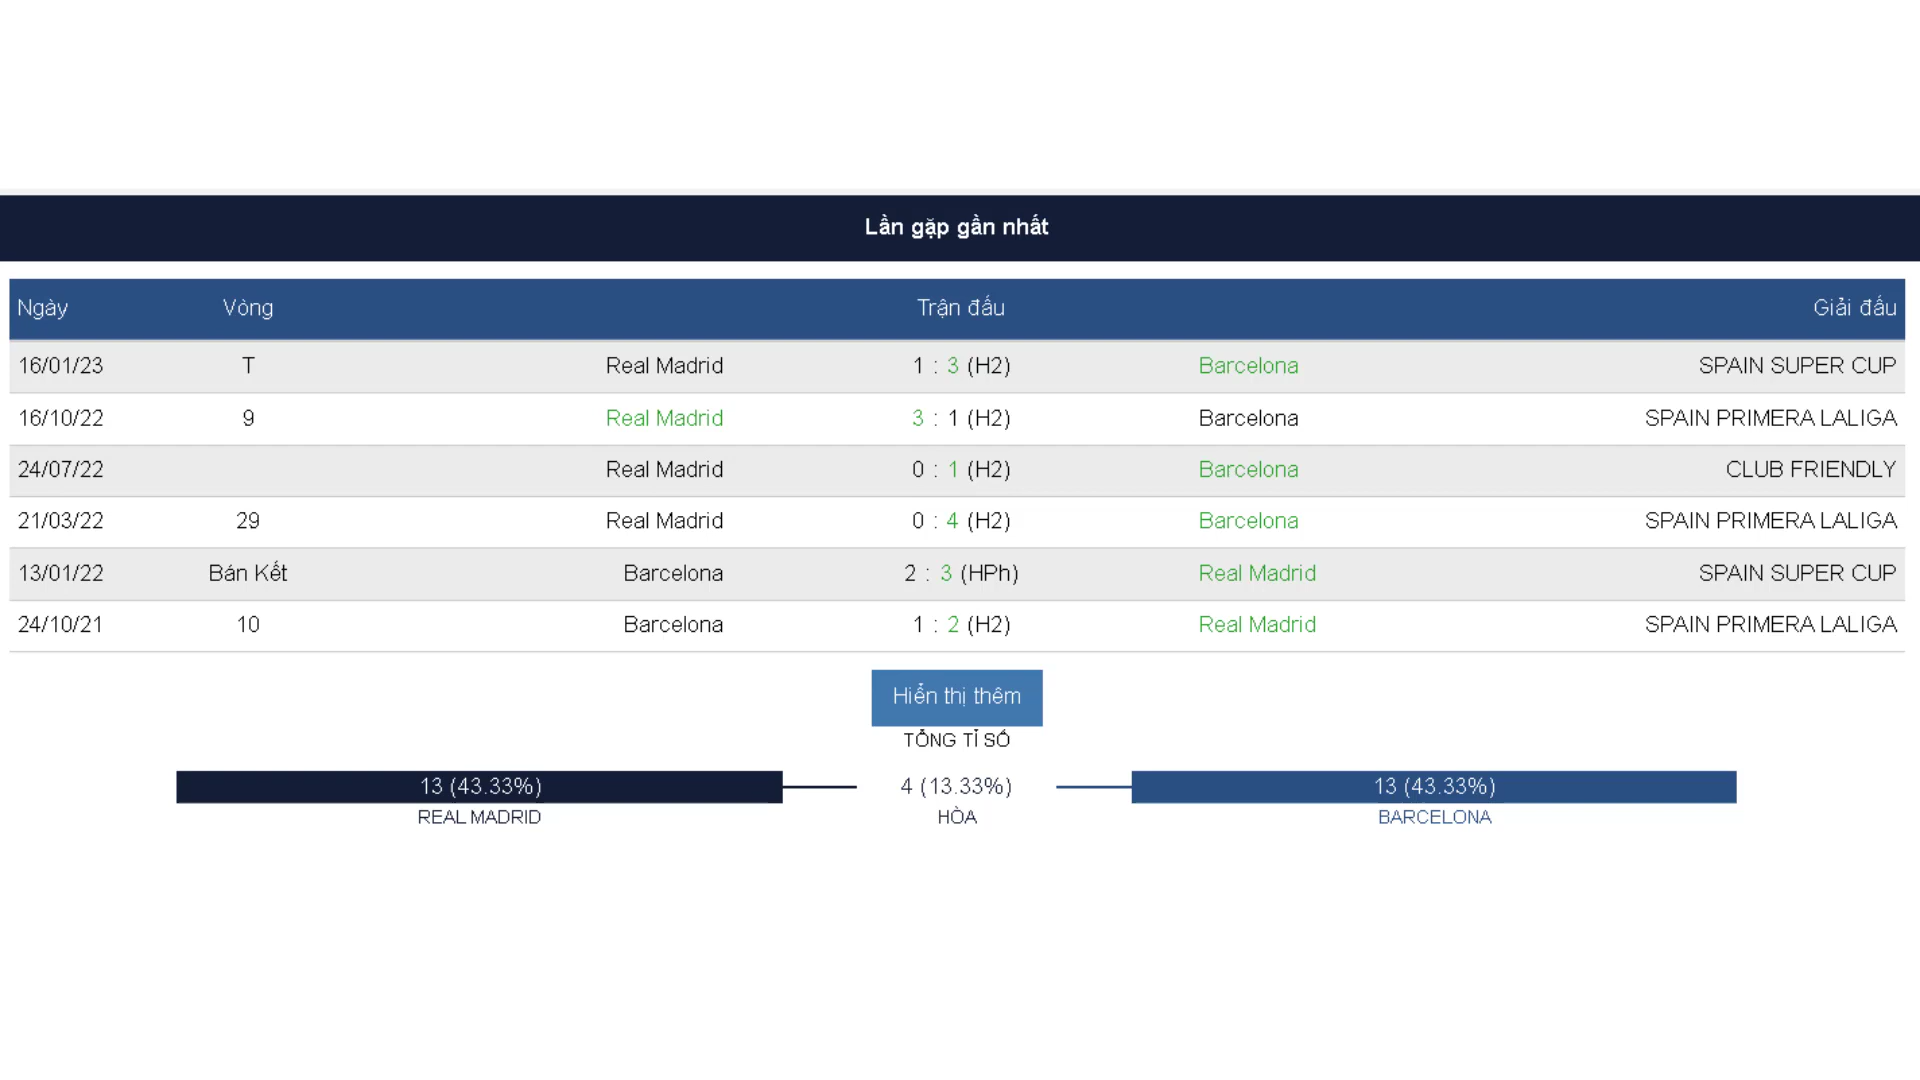 Lần gặp gần nhất
Ngày Vòng Trận đấu Giải đấu
16/01/23 T Real Madrid 1 : 3 (H2) Barcelona SPAIN SUPER CUP
16/10/22 9 Real Madrid 3 : 1 (H2) Barcelona SPAIN PRIMERA LALIGA
24/07/22 Real Madrid 0 : 1 (H2) Barcelona CLUB FRIENDLY
21/03/22 29 Real Madrid 0 : 4 (H2) Barcelona SPAIN PRIMERA LALIGA
13/01/22 Bán Kết Barcelona 2 : 3 (HPh) Real Madrid SPAIN SUPER CUP
24/10/21 10 Barcelona 1 : 2 (H2) Real Madrid SPAIN PRIMERA LALIGA
Hiển thị thêm
TỔNG TỈ SỐ
13 (43.33%) 4 (13.33%) 13 (43.33%)
REAL MADRID HÒA BARCELONA